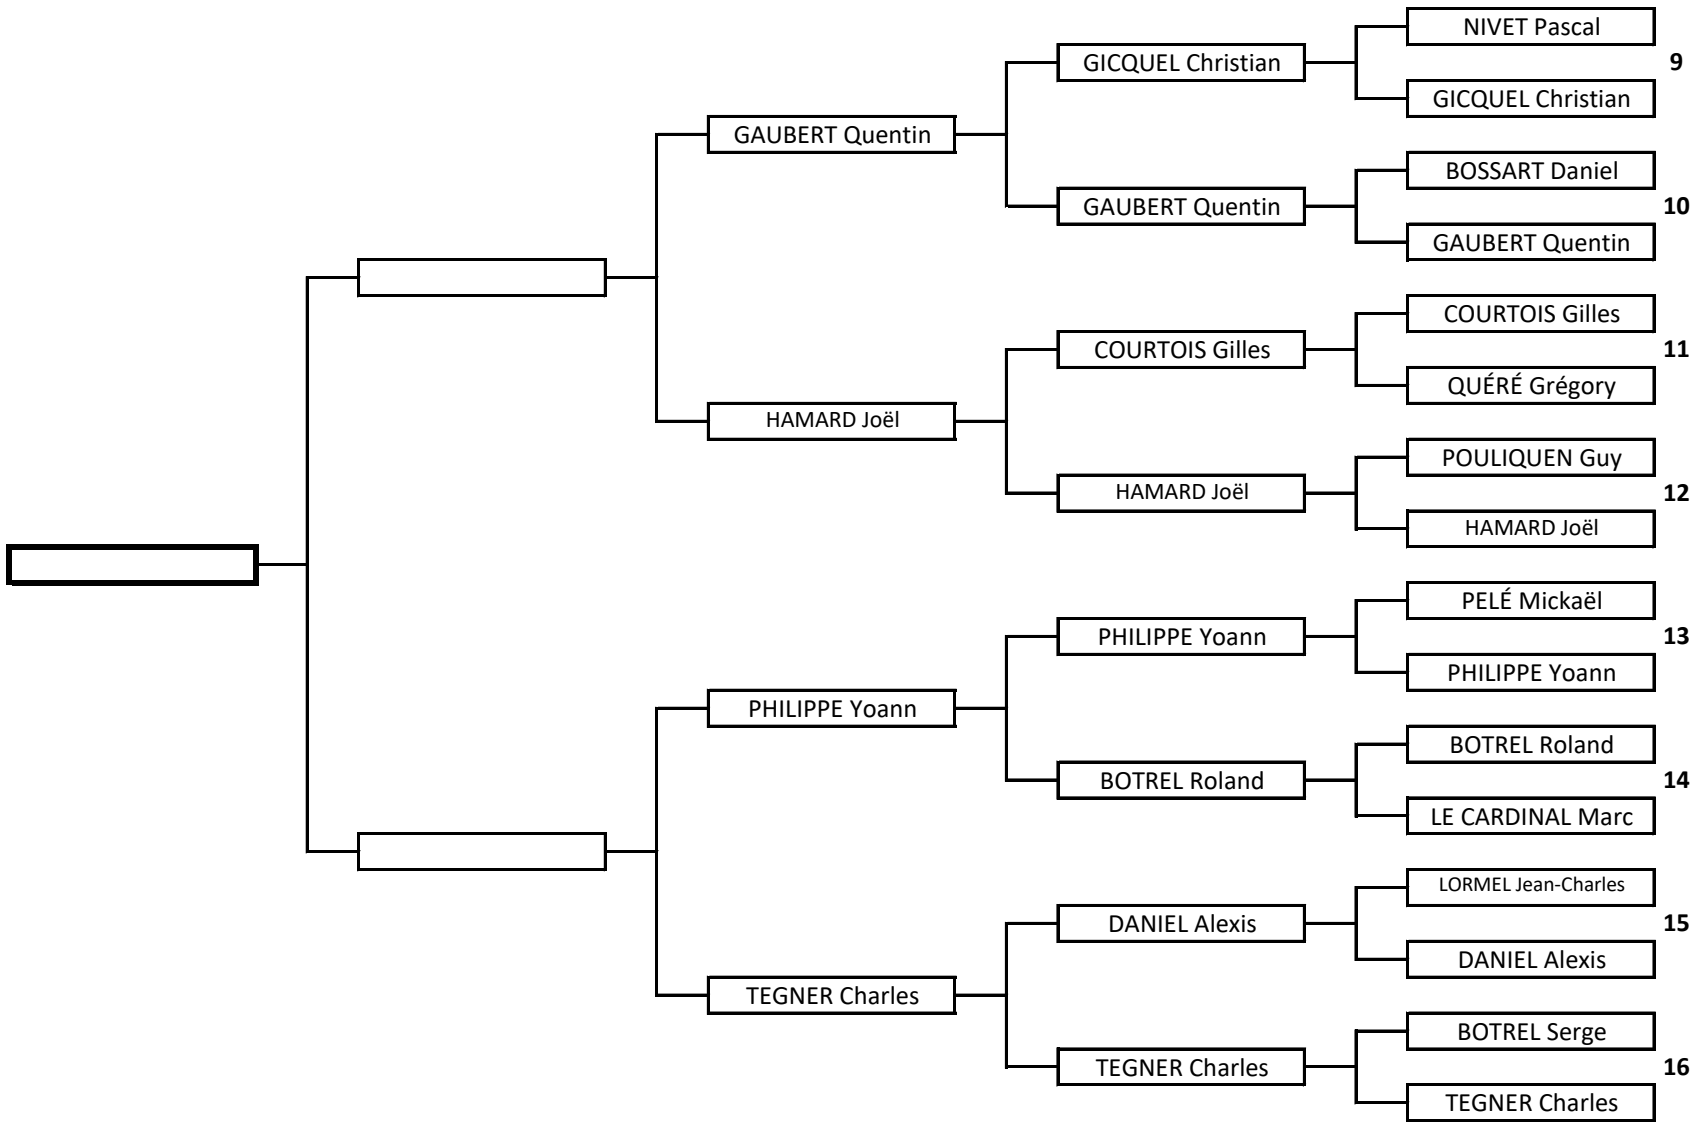 NIVET Pascal
GICQUEL Christian
9
GICQUEL Christian
GAUBERT Quentin
BOSSART Daniel
GAUBERT Quentin
10
GAUBERT Quentin
COURTOIS Gilles
COURTOIS Gilles
11
QUÉRÉ Grégory
HAMARD Joël
POULIQUEN Guy
HAMARD Joël
12
HAMARD Joël
PELÉ Mickaël
PHILIPPE Yoann
13
PHILIPPE Yoann
PHILIPPE Yoann
BOTREL Roland
BOTREL Roland
14
LE CARDINAL Marc
LORMEL Jean-Charles
DANIEL Alexis
15
DANIEL Alexis
TEGNER Charles
BOTREL Serge
TEGNER Charles
16
TEGNER Charles